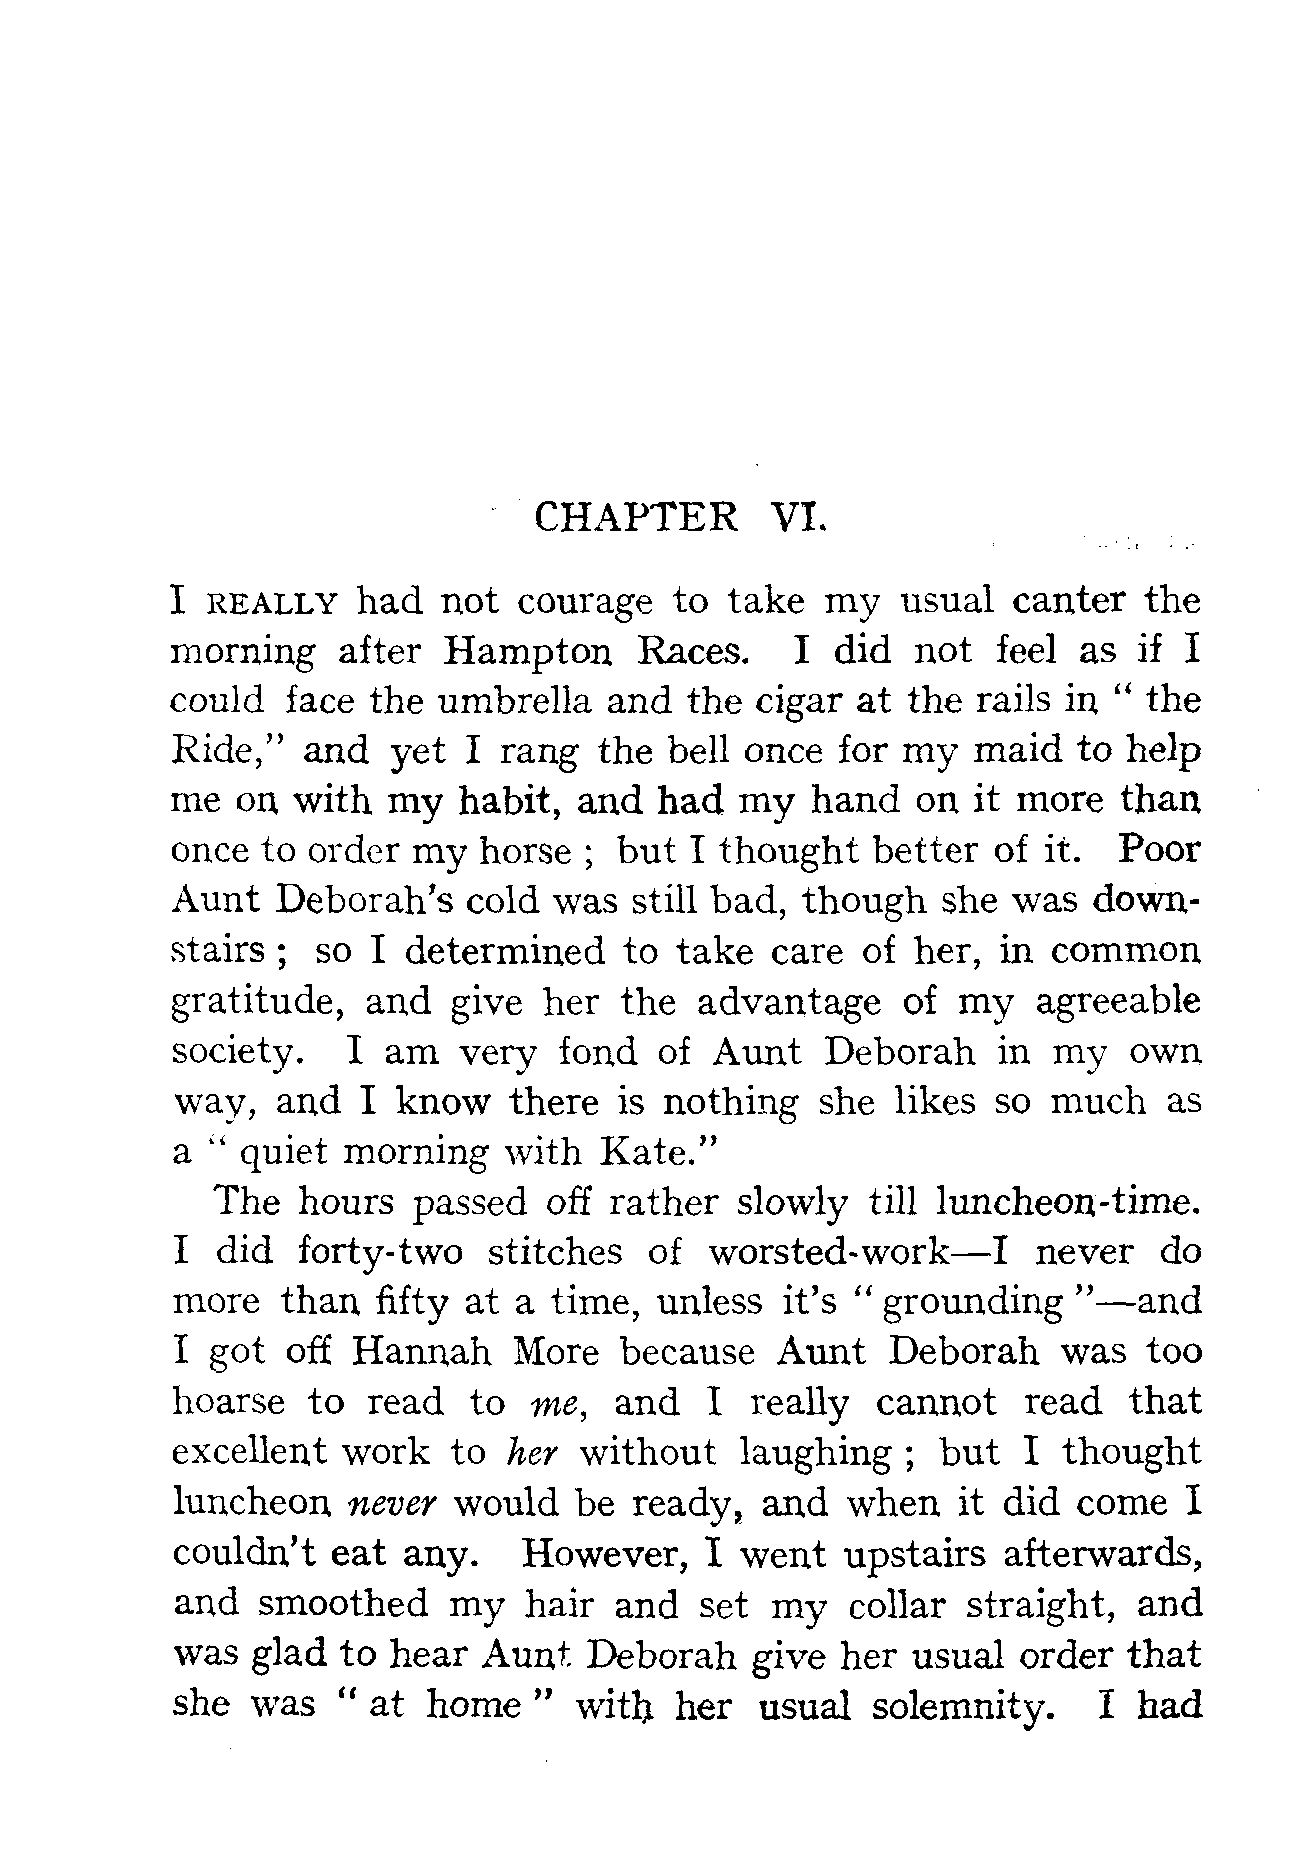 CHAPTER VI.
I REALLY had not courage to take my usual canter the
morning after Hampton Races. I did not feel as if I
could face the umbrella and the cigar at the rails in " the
Ride," and yet I rang the bell once for my maid to help
me on with my habit, and had my hand on it more than
once to order my horse ; but I thought better of it. Poor
Aunt Deborah's cold was still bad, though she was down-
stairs ; so I determined to take care of her, in common
gratitude, and give her the advantage of my agreeable
society. I am very fond of Aunt Deborah in my own
way, and I know there is nothing she likes so much as
a " quiet morning with Kate."
The hours passed off rather slowly till luncheon-time.
I did forty-two stitches of worsted-work—I never do
more than fifty at a time, unless it's " grounding "—and
I got off Hannah More because Aunt Deborah was too
hoarse to read to me, and I really cannot read that
excellent work to her without laughing ; but I thought
luncheon never would be ready, and when it did come I
couldn't eat any. However, I went upstairs afterwards,
and smoothed my hair and set my collar straight, and
was glad to hear Aunt Deborah give her usual order that
she was " at home " with her usual solemnity. I had